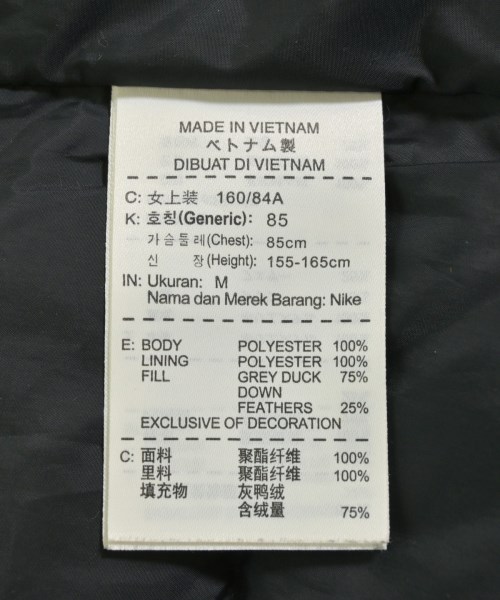 MADE IN VIETNAM
ベトナム製
DIBUAT DI VIETNAM
C: 女上装 160/84A
K: 호칭(Generic): 85
가슴둘레(Chest): 85cm
신 장(Height): 155-165cm
IN: Ukuran: M
Nama dan Merek Barang: Nike
E: BODY POLYESTER 100%
LINING POLYESTER 100%
FILL GREY DUCK 75%
DOWN
FEATHERS 25%
EXCLUSIVE OF DECORATION
C: 面料 聚酯纤维 100%
里料 聚酯纤维 100%
填充物 灰鸭绒
含绒量 75%